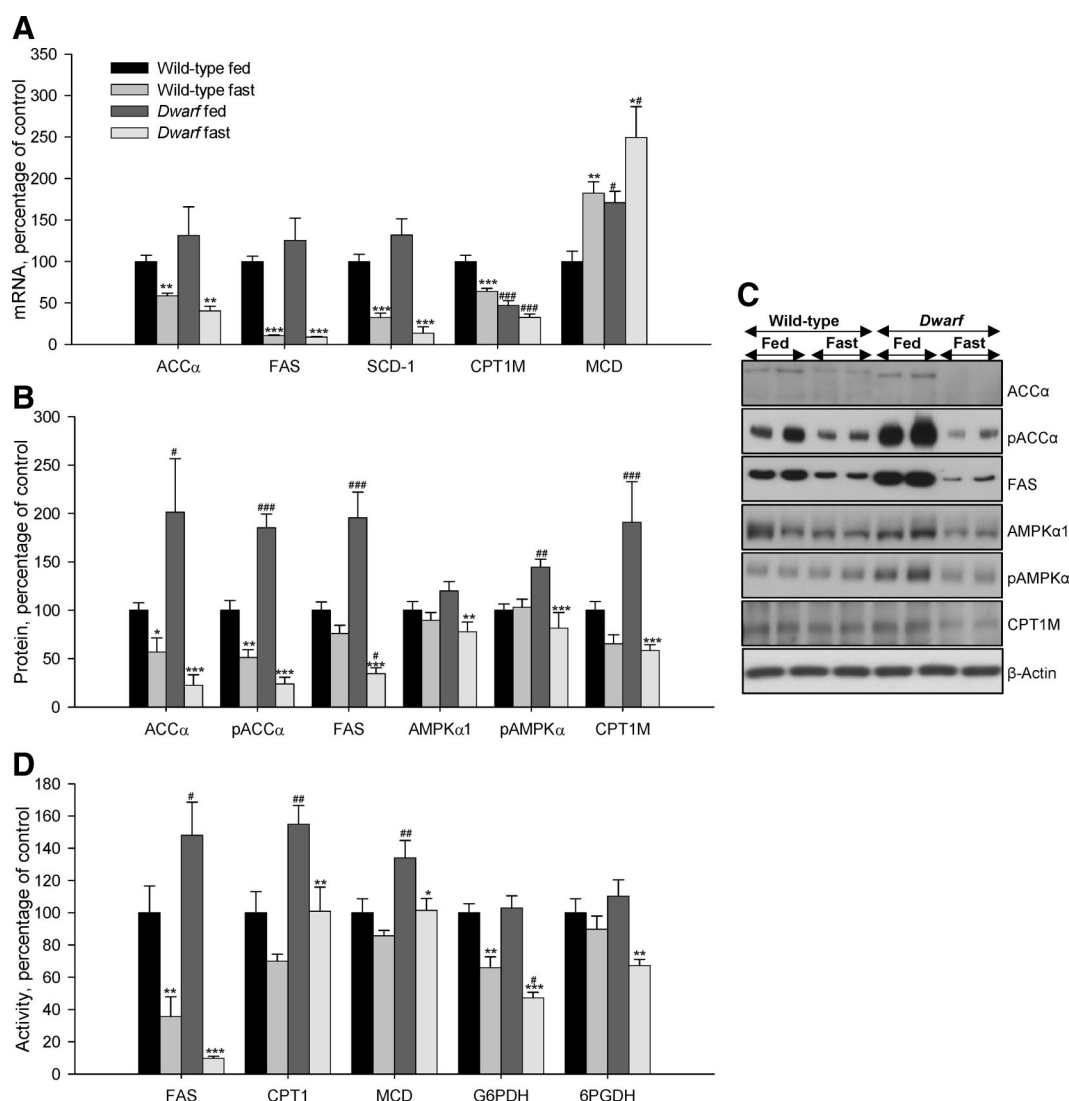 A
350
300
250
200
150
100
50
0
mRNA, percentage of control
Wild-type fed
Wild-type fast
Dwarf fed
Dwarf fast
** ** *** *** *** *** *** ### ### ** # *#
ACCα FAS SCD-1 CPT1M MCD
B
300
250
200
150
100
50
0
Protein, percentage of control
* # *** ** ### *** ### # *** ** ## *** ### ***
ACCα pACCα FAS AMPKα1 pAMPKα CPT1M
C
Wild-type Dwarf
Fed Fast Fed Fast
ACCα
pACCα
FAS
AMPKα1
pAMPKα
CPT1M
β-Actin
D
180
160
140
120
100
80
60
40
20
0
Activity, percentage of control
** # *** ## ** ## * ** # *** **
FAS CPT1 MCD G6PDH 6PGDH